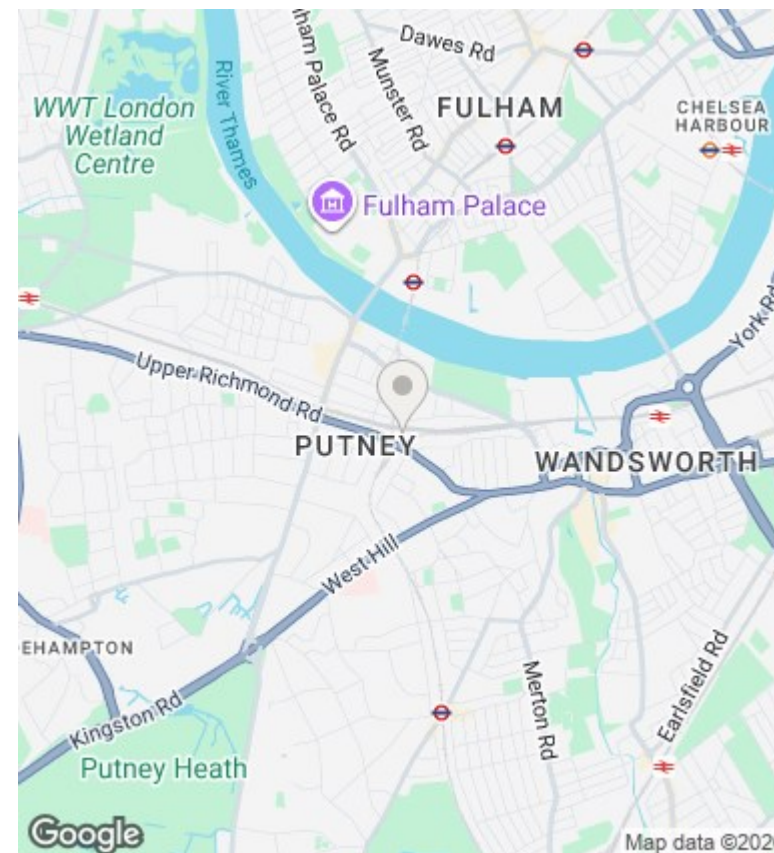 Dawes Rd
ham Palace Rd
Munster Rd
FULHAM
CHELSEA
HARBOUR
WWT London
Wetland
Centre
River Thames
Fulham Palace
York Rd
Upper Richmond Rd
PUTNEY
WANDSWORTH
West Hill
EHAMPTON
Merton Rd
Earlsfield Rd
Kingston Rd
Putney Heath
Google
Map data ©202